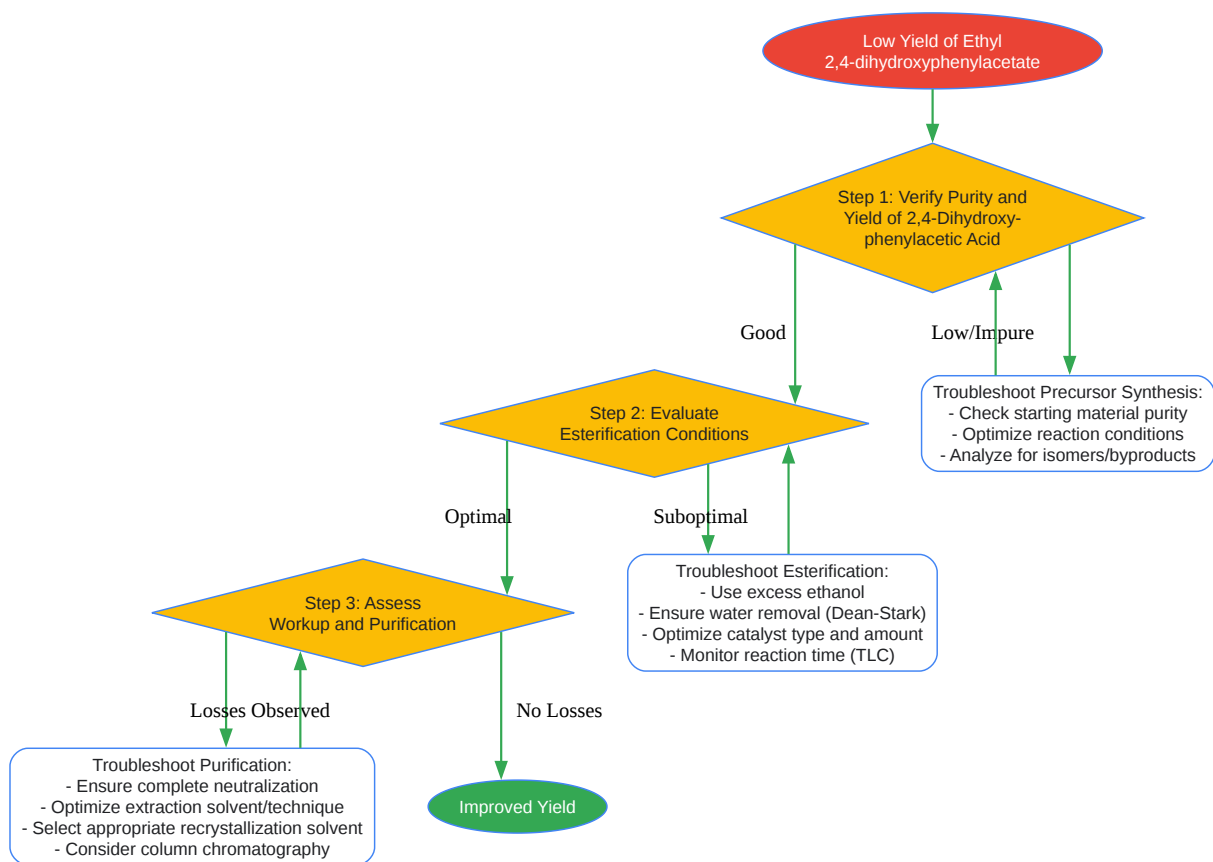 Low Yield of Ethyl
2,4-dihydroxyphenylacetate
Step 1: Verify Purity and
Yield of 2,4-Dihydroxy-
phenylacetic Acid
Good
Low/Impure
Troubleshoot Precursor Synthesis:
- Check starting material purity
- Optimize reaction conditions
- Analyze for isomers/byproducts
Step 2: Evaluate
Esterification Conditions
Optimal
Suboptimal
Troubleshoot Esterification:
- Use excess ethanol
- Ensure water removal (Dean-Stark)
- Optimize catalyst type and amount
- Monitor reaction time (TLC)
Step 3: Assess
Workup and Purification
Losses Observed
No Losses
Troubleshoot Purification:
- Ensure complete neutralization
- Optimize extraction solvent/technique
- Select appropriate recrystallization solvent
- Consider column chromatography
Improved Yield